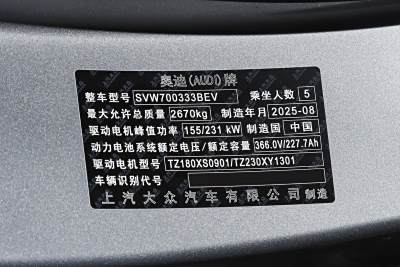 奥迪(AUDI)牌
整车型号 SVW700333BEV 乘坐人数 5
最大允许总质量 2670kg 制造年月 2025-08
驱动电机峰值功率 155/231 kW 制造国 中国
动力电池系统额定电压/额定容量 366.0V/227.7Ah
驱动电机型号 TZ180XS0901/TZ230XY1301
车辆识别代号
上汽大众汽车有限公司 制造